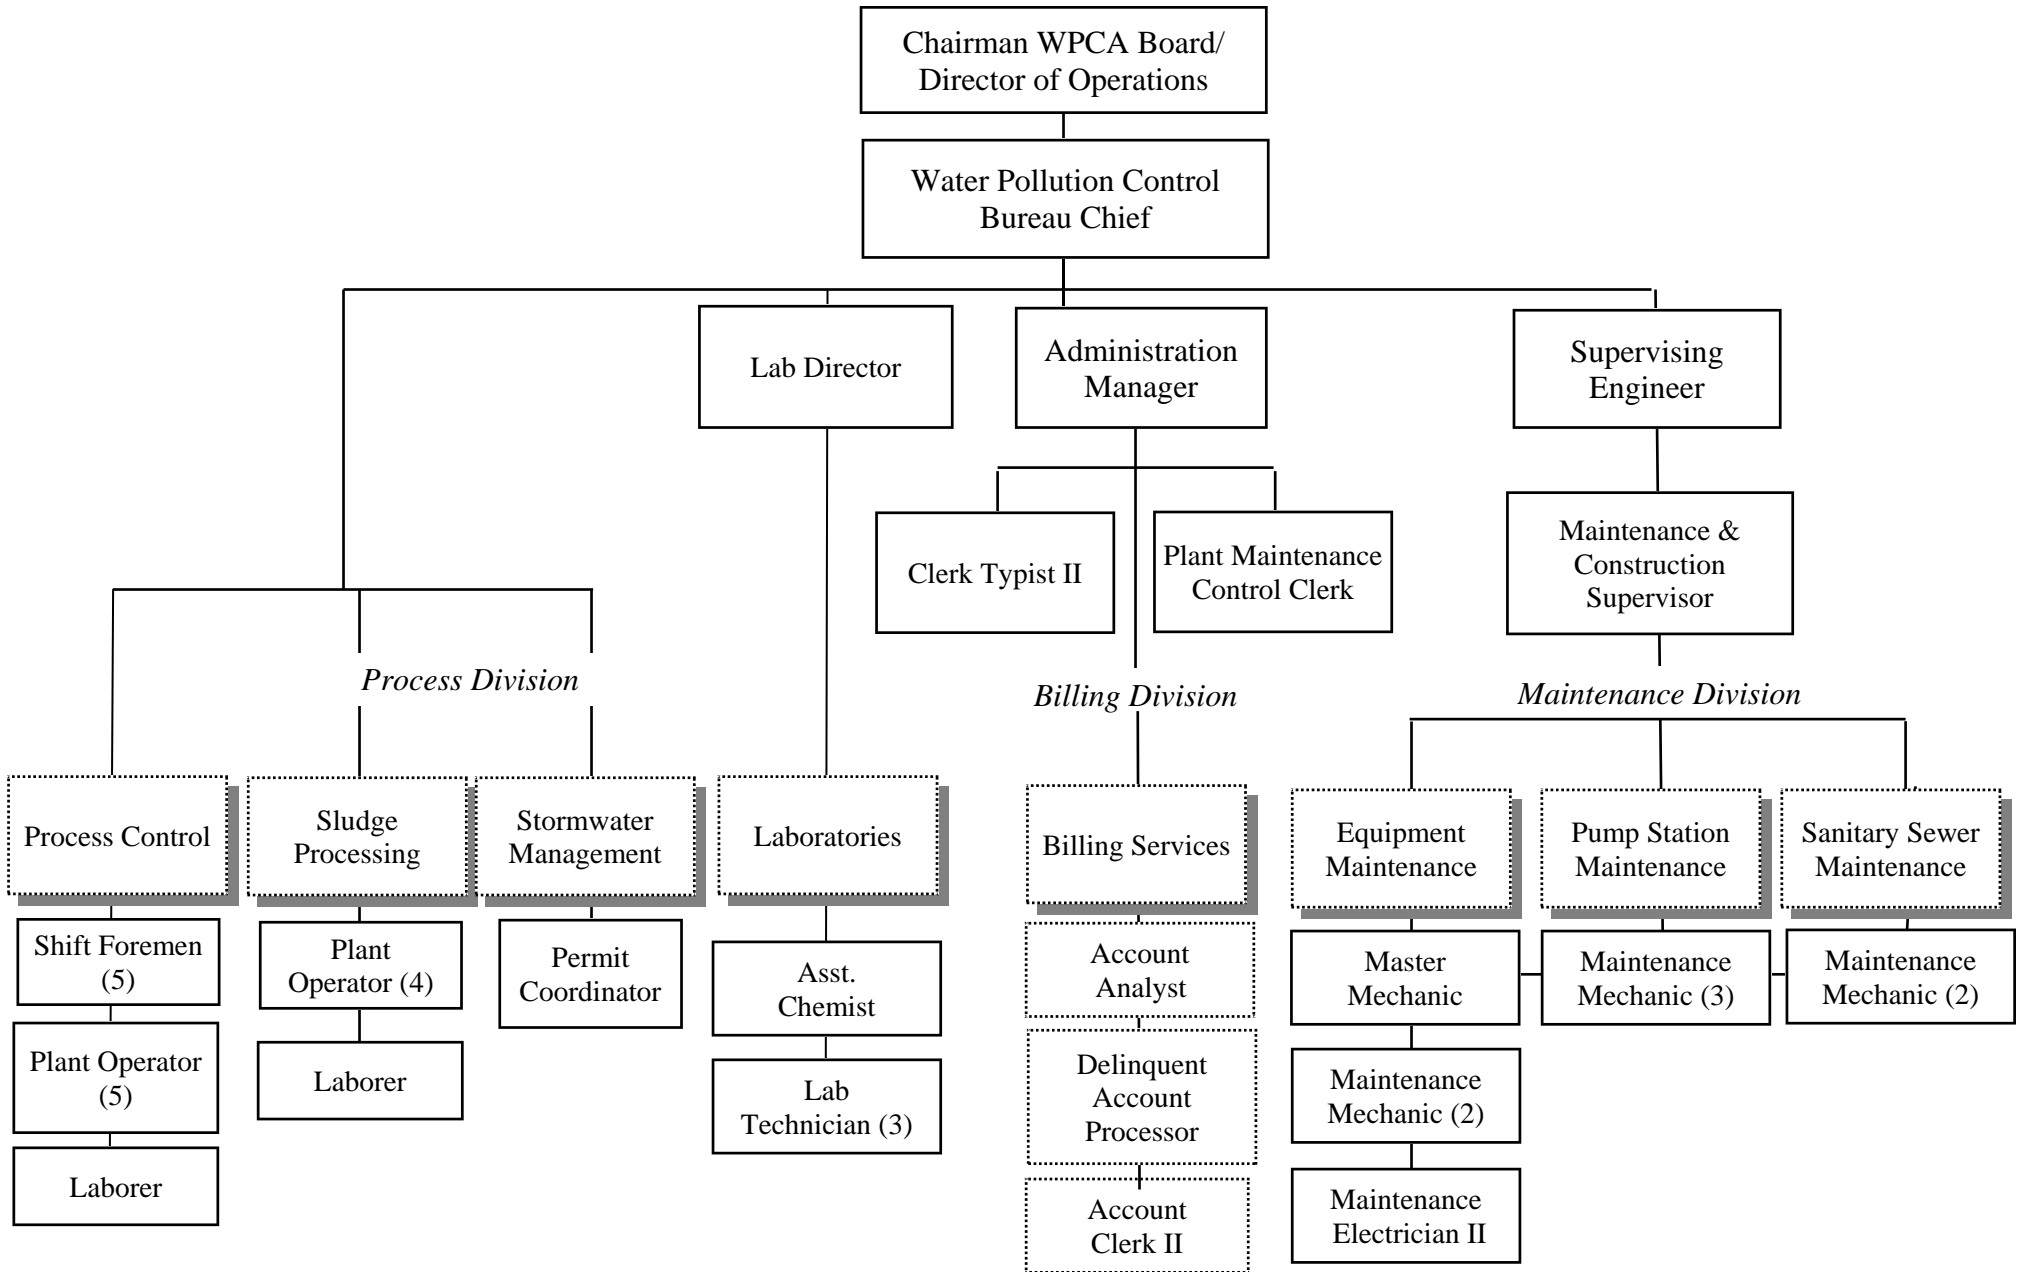 Chairman WPCA Board/
Director of Operations
Water Pollution Control
Bureau Chief
Lab Director
Administration
Manager
Supervising
Engineer
Clerk Typist II
Plant Maintenance
Control Clerk
Maintenance &
Construction
Supervisor
Process Division
Billing Division
Maintenance Division
Process Control
Sludge
Processing
Stormwater
Management
Laboratories
Billing Services
Equipment
Maintenance
Pump Station
Maintenance
Sanitary Sewer
Maintenance
Shift Foremen
(5)
Plant Operator
(5)
Laborer
Plant
Operator (4)
Laborer
Permit
Coordinator
Asst.
Chemist
Lab
Technician (3)
Account
Analyst
Delinquent
Account
Processor
Account
Clerk II
Master
Mechanic
Maintenance
Mechanic (2)
Maintenance
Electrician II
Maintenance
Mechanic (3)
Maintenance
Mechanic (2)